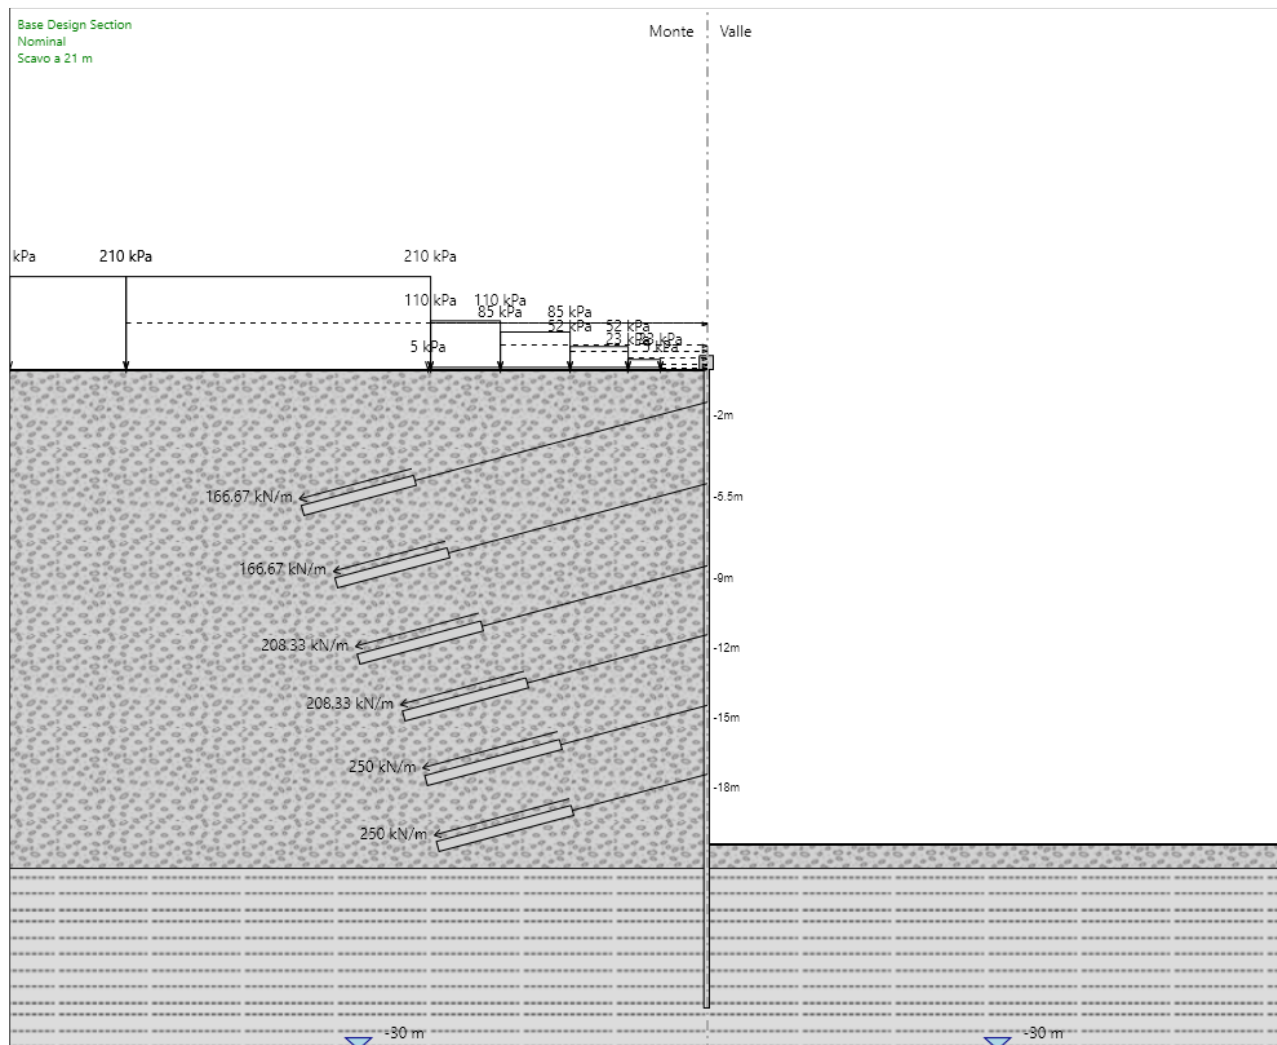 Base Design Section
Nominal
Scavo a 21 m
Monte
Valle
kPa
210 kPa
210 kPa
110 kPa
110 kPa
85 kPa
85 kPa
52 kPa
52 kPa
23 kPa
5 kPa
-2m
166.67 kN/m
-5.5m
166.67 kN/m
-9m
208.33 kN/m
-12m
208.33 kN/m
-15m
250 kN/m
-18m
250 kN/m
-30 m
-30 m